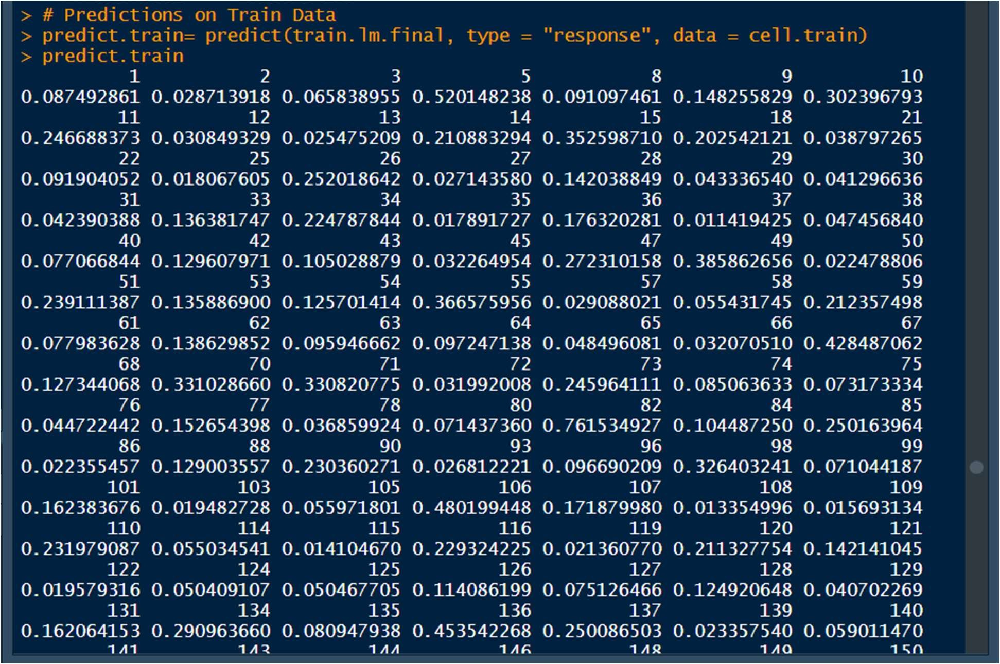 > # Predictions on Train Data
> predict.train= predict(train.lm.final, type = "response", data = cell.train)
> predict.train
1 2 3 5 8 9 10
0.087492861 0.028713918 0.065838955 0.520148238 0.091097461 0.148255829 0.302396793
11 12 13 14 15 18 21
0.246688373 0.030849329 0.025475209 0.210883294 0.352598710 0.202542121 0.038797265
22 25 26 27 28 29 30
0.091904052 0.018067605 0.252018642 0.027143580 0.142038849 0.043336540 0.041296636
31 33 34 35 36 37 38
0.042390388 0.136381747 0.224787844 0.017891727 0.176320281 0.011419425 0.047456840
40 42 43 45 47 49 50
0.077066844 0.129607971 0.105028879 0.032264954 0.272310158 0.385862656 0.022478806
51 53 54 55 57 58 59
0.239111387 0.135886900 0.125701414 0.366575956 0.029088021 0.055431745 0.212357498
61 62 63 64 65 66 67
0.077983628 0.138629852 0.095946662 0.097247138 0.048496081 0.032070510 0.428487062
68 70 71 72 73 74 75
0.127344068 0.331028660 0.330820775 0.031992008 0.245964111 0.085063633 0.073173334
76 77 78 80 82 84 85
0.044722442 0.152654398 0.036859924 0.071437360 0.761534927 0.104487250 0.250163964
86 88 90 93 96 98 99
0.022355457 0.129003557 0.230360271 0.026812221 0.096690209 0.326403241 0.071044187
101 103 105 106 107 108 109
0.162383676 0.019482728 0.055971801 0.480199448 0.171879980 0.013354996 0.015693134
110 114 115 116 119 120 121
0.231979087 0.055034541 0.014104670 0.229324225 0.021360770 0.211327754 0.142141045
122 124 125 126 127 128 129
0.019579316 0.050409107 0.050467705 0.114086199 0.075126466 0.124920648 0.040702269
131 134 135 136 137 139 140
0.162064153 0.290963660 0.080947938 0.453542268 0.250086503 0.023357540 0.059011470
141 143 144 146 148 149 150